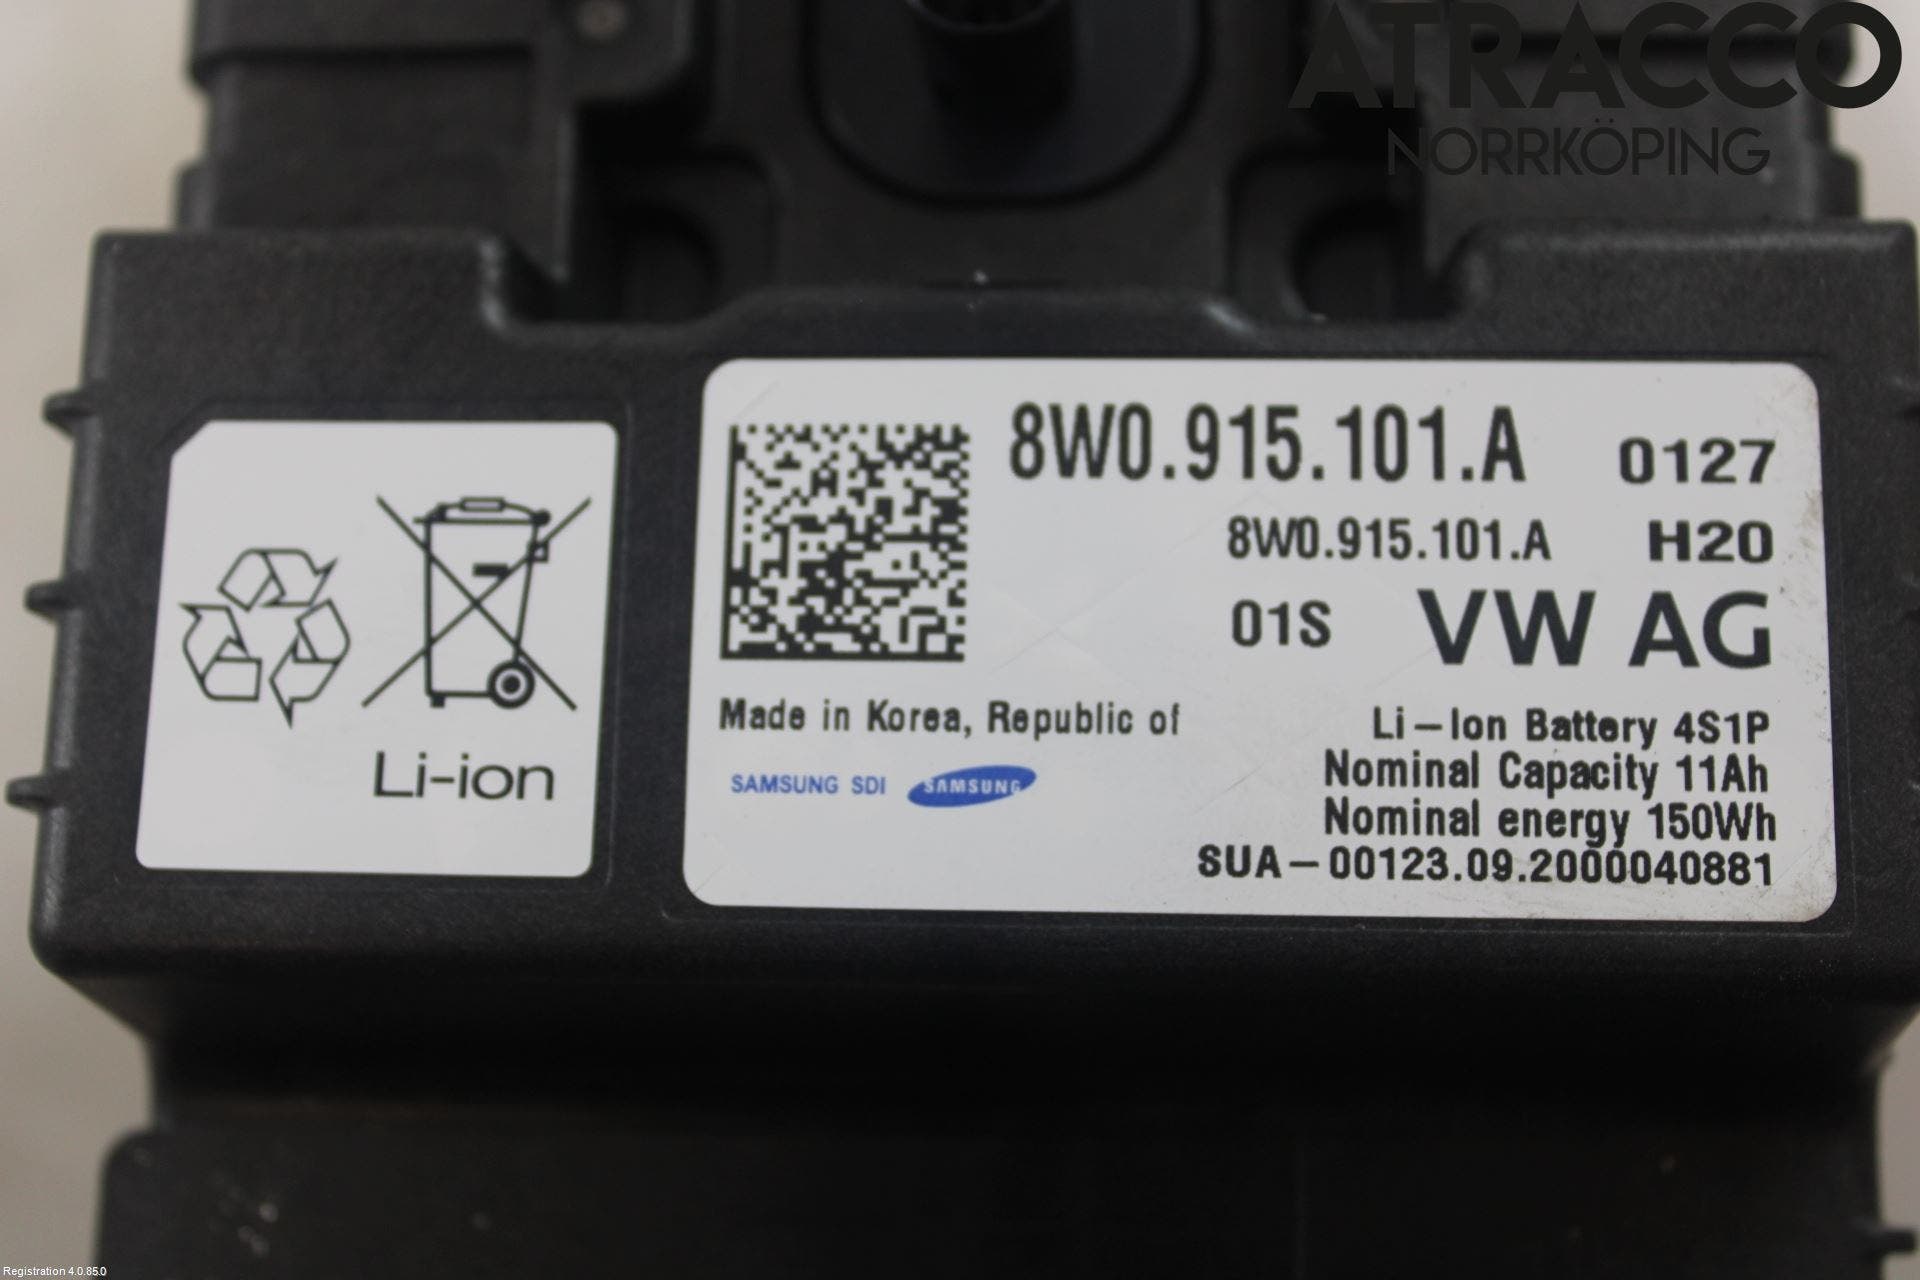 ATRACCO
NORRKÖPING
8W0.915.101.A 0127
8W0.915.101.A H20
01S VW AG
Made in Korea, Republic of
SAMSUNG SDI SAMSUNG
Li-Ion Battery 4S1P
Nominal Capacity 11Ah
Nominal energy 150Wh
SUA-00123.09.2000040881
Li-ion
Registration 4.0.85.0